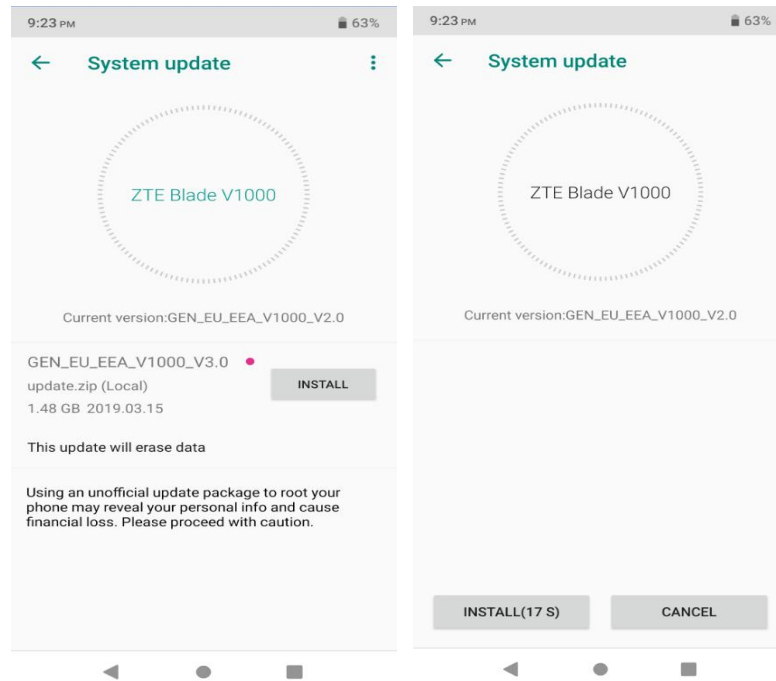 9:23 PM 63%
System update
ZTE Blade V1000
Current version:GEN_EU_EEA_V1000_V2.0
GEN_EU_EEA_V1000_V3.0
update.zip (Local)
1.48 GB 2019.03.15
INSTALL
This update will erase data
Using an unofficial update package to root your
phone may reveal your personal info and cause
financial loss. Please proceed with caution.
9:23 PM 63%
System update
ZTE Blade V1000
Current version:GEN_EU_EEA_V1000_V2.0
INSTALL(17 S) CANCEL